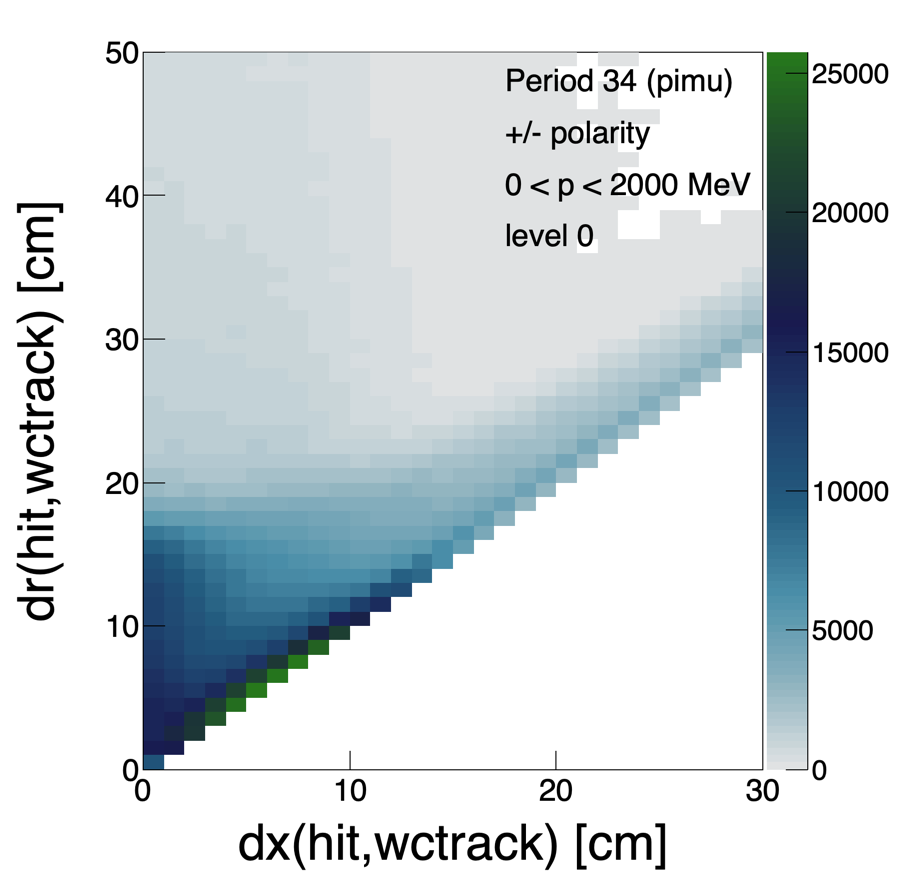 50
40
30
20
10
0
0
10
20
30
dr(hit,wctrack) [cm]
dx(hit,wctrack) [cm]
Period 34 (pimu)
+/- polarity
0 < p < 2000 MeV
level 0
25000
20000
15000
10000
5000
0